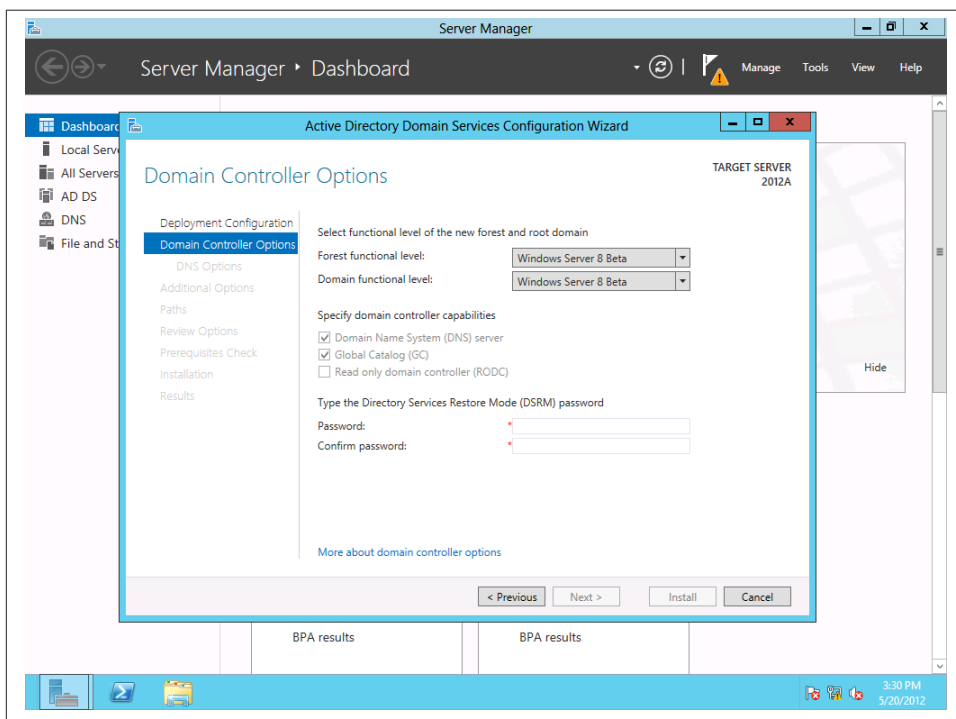 Server Manager
Server Manager ‣ Dashboard
Manage Tools View Help
Dashboard
Local Serv
All Servers
AD DS
DNS
File and St
Active Directory Domain Services Configuration Wizard
Domain Controller Options
TARGET SERVER
2012A
Deployment Configuration
Domain Controller Options
DNS Options
Additional Options
Paths
Review Options
Prerequisites Check
Installation
Results
Select functional level of the new forest and root domain
Forest functional level: Windows Server 8 Beta
Domain functional level: Windows Server 8 Beta
Specify domain controller capabilities
Domain Name System (DNS) server
Global Catalog (GC)
Read only domain controller (RODC)
Type the Directory Services Restore Mode (DSRM) password
Password: *
Confirm password: *
More about domain controller options
< Previous Next > Install Cancel
Hide
BPA results BPA results
3:30 PM
5/20/2012